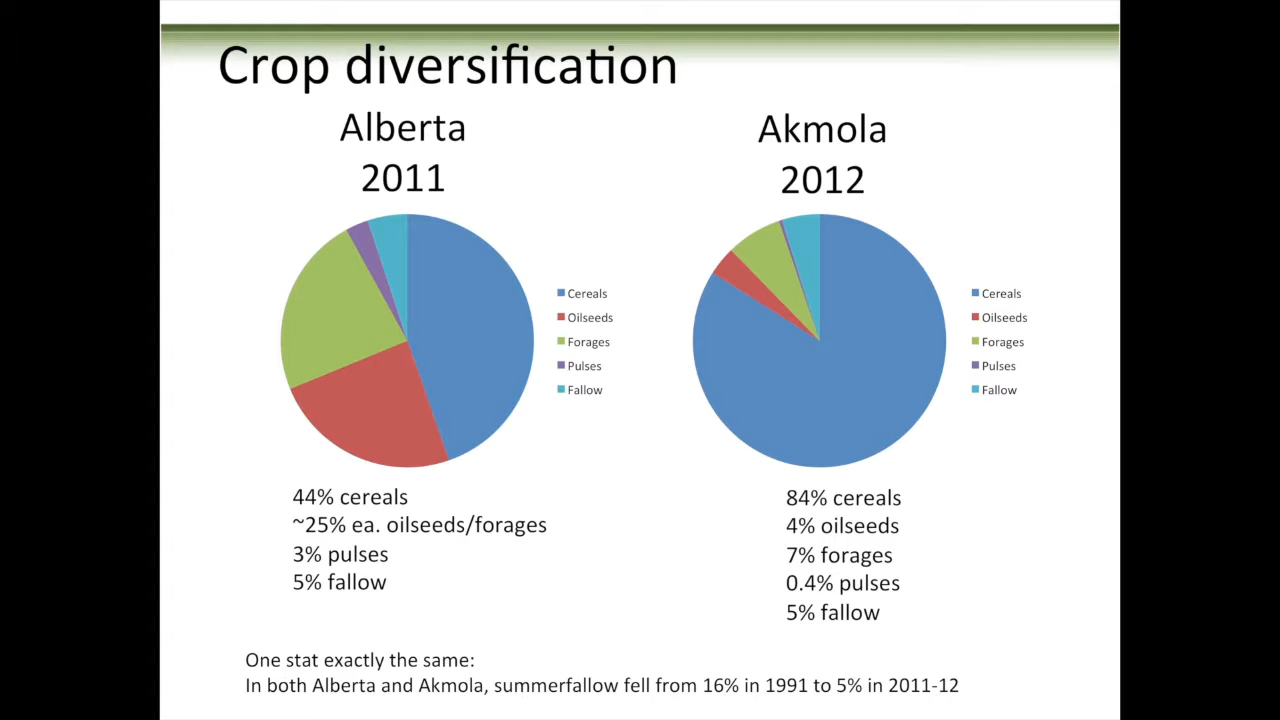 Crop diversification
Alberta
2011
Akmola
2012
Cereals
Oilseeds
Forages
Pulses
Fallow
Cereals
Oilseeds
Forages
Pulses
Fallow
44% cereals
~25% ea. oilseeds/forages
3% pulses
5% fallow
84% cereals
4% oilseeds
7% forages
0.4% pulses
5% fallow
One stat exactly the same:
In both Alberta and Akmola, summerfallow fell from 16% in 1991 to 5% in 2011-12